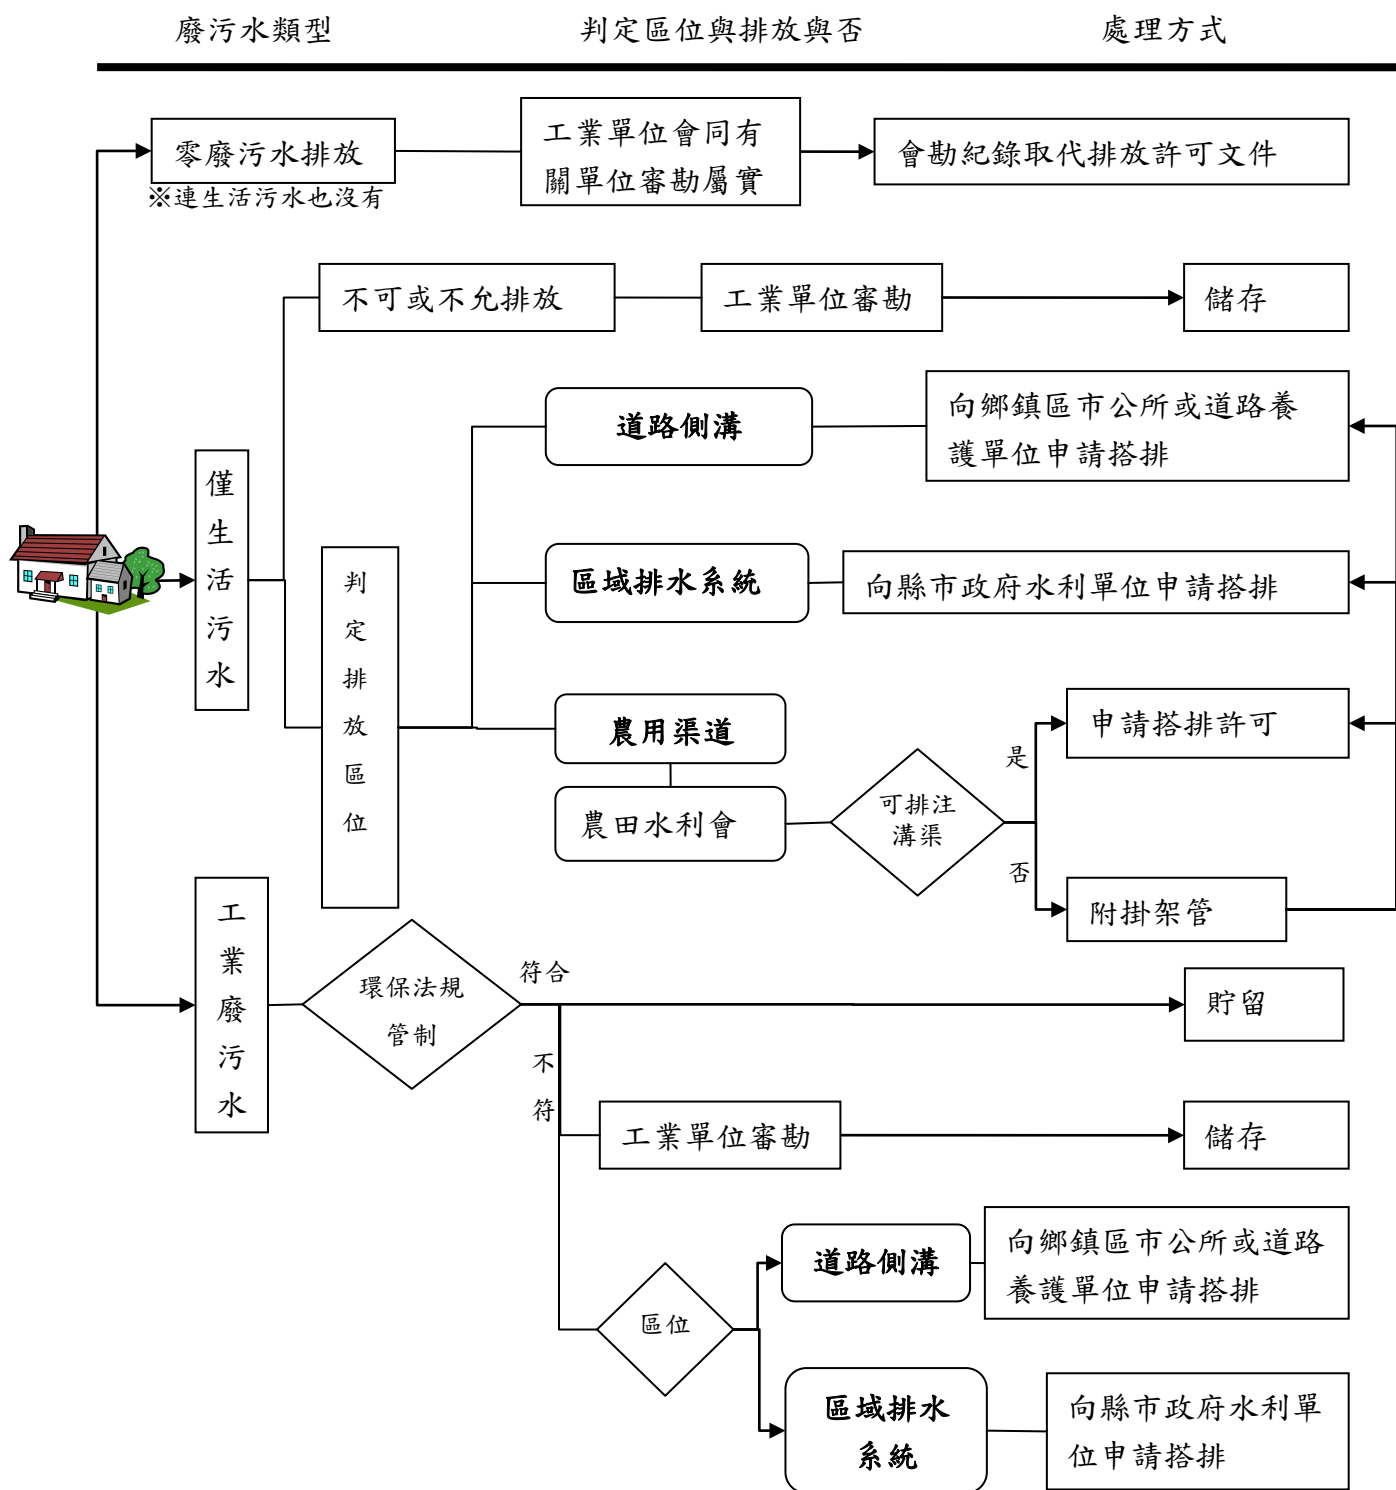 廢污水類型
判定區位與排放與否
處理方式
零廢污水排放
※連生活污水也沒有
工業單位會同有
關單位審勘屬實
會勘紀錄取代排放許可文件
不可或不允排放
工業單位審勘
儲存
僅生活污水
判定排放區位
道路側溝
向鄉鎮區市公所或道路養
護單位申請搭排
區域排水系統
向縣市政府水利單位申請搭排
農用渠道
農田水利會
可排注
溝渠
是
申請搭排許可
否
附掛架管
工業廢污水
環保法規
管制
符合
貯留
不符
工業單位審勘
儲存
區位
道路側溝
向鄉鎮區市公所或道路
養護單位申請搭排
區域排水
系統
向縣市政府水利單
位申請搭排